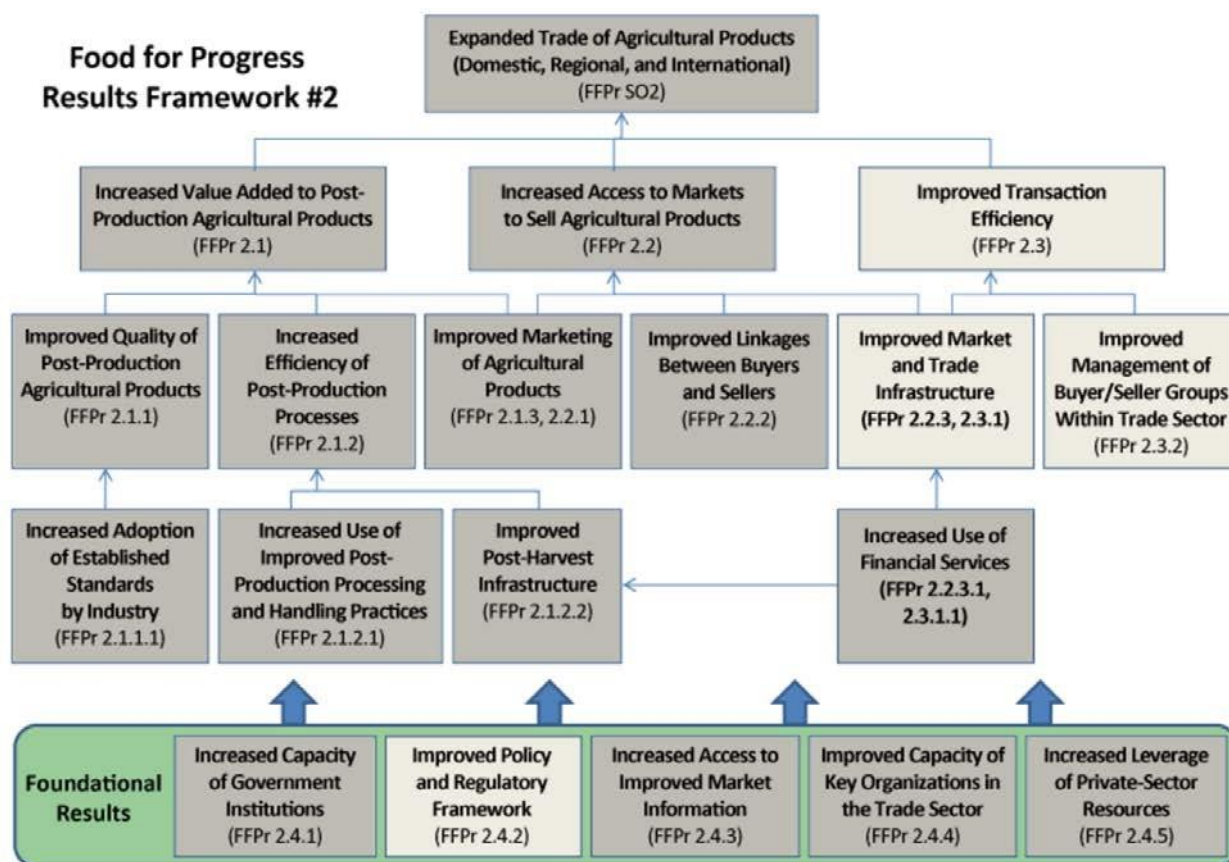 Food for Progress
Results Framework #2
Expanded Trade of Agricultural Products
(Domestic, Regional, and International)
(FFPr SO2)
Increased Value Added to Post-
Production Agricultural Products
(FFPr 2.1)
Increased Access to Markets
to Sell Agricultural Products
(FFPr 2.2)
Improved Transaction
Efficiency
(FFPr 2.3)
Improved Quality of
Post-Production
Agricultural Products
(FFPr 2.1.1)
Increased
Efficiency of
Post-Production
Processes
(FFPr 2.1.2)
Improved Marketing
of Agricultural
Products
(FFPr 2.1.3, 2.2.1)
Improved Linkages
Between Buyers
and Sellers
(FFPr 2.2.2)
Improved Market
and Trade
Infrastructure
(FFPr 2.2.3, 2.3.1)
Improved
Management of
Buyer/Seller Groups
Within Trade Sector
(FFPr 2.3.2)
Increased Adoption
of Established
Standards
by Industry
(FFPr 2.1.1.1)
Increased Use of
Improved Post-
Production Processing
and Handling Practices
(FFPr 2.1.2.1)
Improved
Post-Harvest
Infrastructure
(FFPr 2.1.2.2)
Increased Use of
Financial Services
(FFPr 2.2.3.1,
2.3.1.1)
Foundational
Results
Increased Capacity
of Government
Institutions
(FFPr 2.4.1)
Improved Policy
and Regulatory
Framework
(FFPr 2.4.2)
Increased Access to
Improved Market
Information
(FFPr 2.4.3)
Improved Capacity of
Key Organizations in
the Trade Sector
(FFPr 2.4.4)
Increased Leverage
of Private-Sector
Resources
(FFPr 2.4.5)